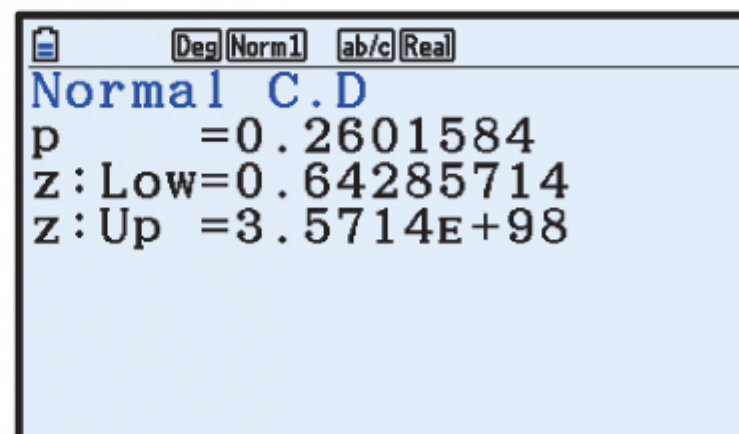 Deg Norm1 ab/c Real
Normal C.D
p =0.2601584
z:Low=0.64285714
z:Up =3.5714E+98